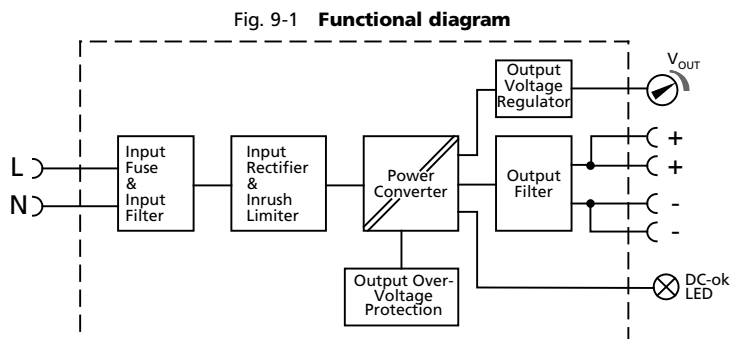 Fig. 9-1 Functional diagram
Output
Voltage
Regulator
VOUT
L
N
Input
Fuse
&
Input
Filter
Input
Rectifier
&
Inrush
Limiter
Power
Converter
Output
Filter
+
+
-
-
Output Over-
Voltage
Protection
DC-ok
LED